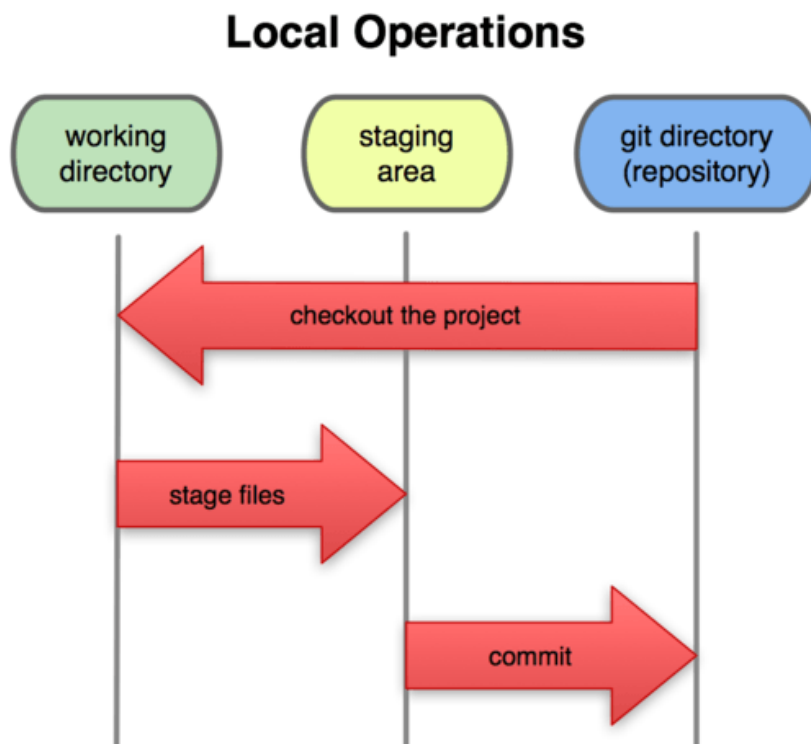 Local Operations
working
directory
staging
area
git directory
(repository)
checkout the project
stage files
commit